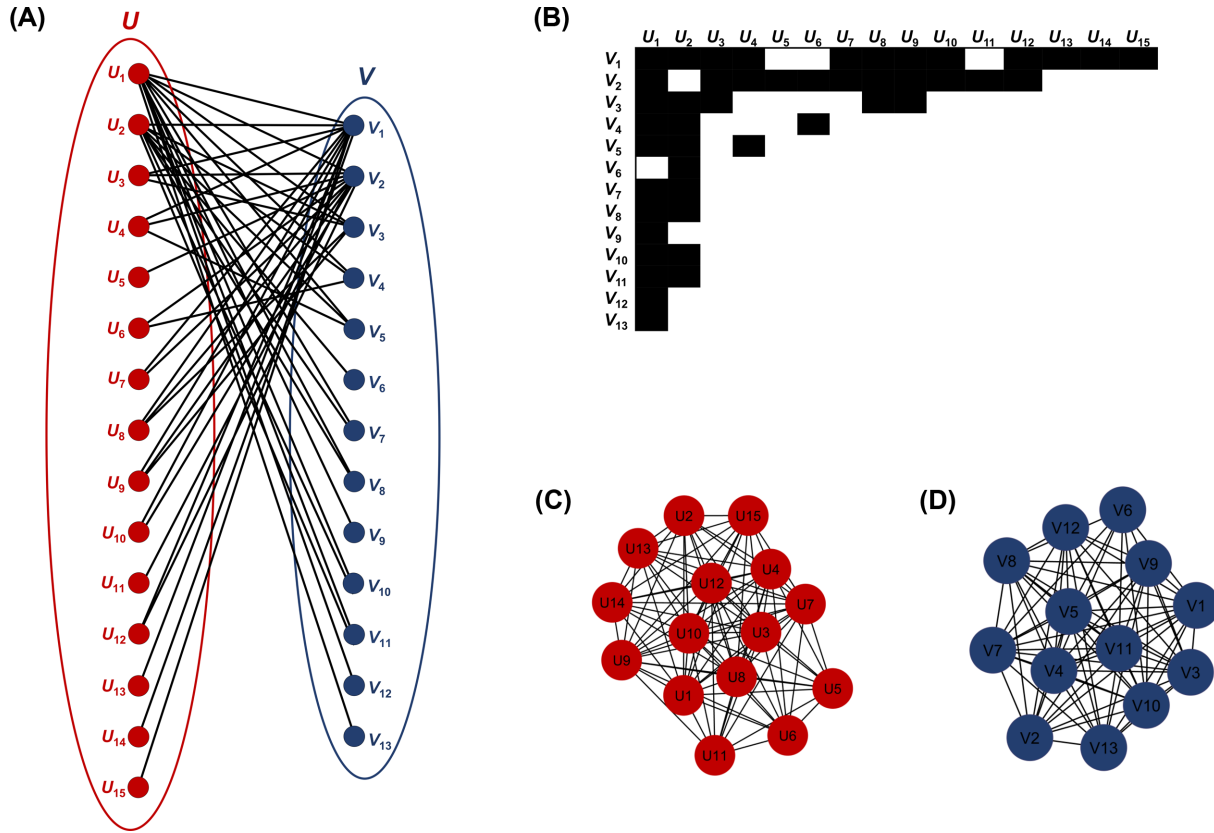 (A)
U
V
U1
U2
U3
U4
U5
U6
U7
U8
U9
U10
U11
U12
U13
U14
U15
V1
V2
V3
V4
V5
V6
V7
V8
V9
V10
V11
V12
V13
(B)
U1 U2 U3 U4 U5 U6 U7 U8 U9 U10 U11 U12 U13 U14 U15
V1
V2
V3
V4
V5
V6
V7
V8
V9
V10
V11
V12
V13
(C)
U2 U15
U13
U4
U12
U14 U7
U10 U3
U9
U8
U5
U1
U6
U11
(D)
V6
V12
V8 V9
V5 V1
V7 V11
V4 V3
V10
V2 V13